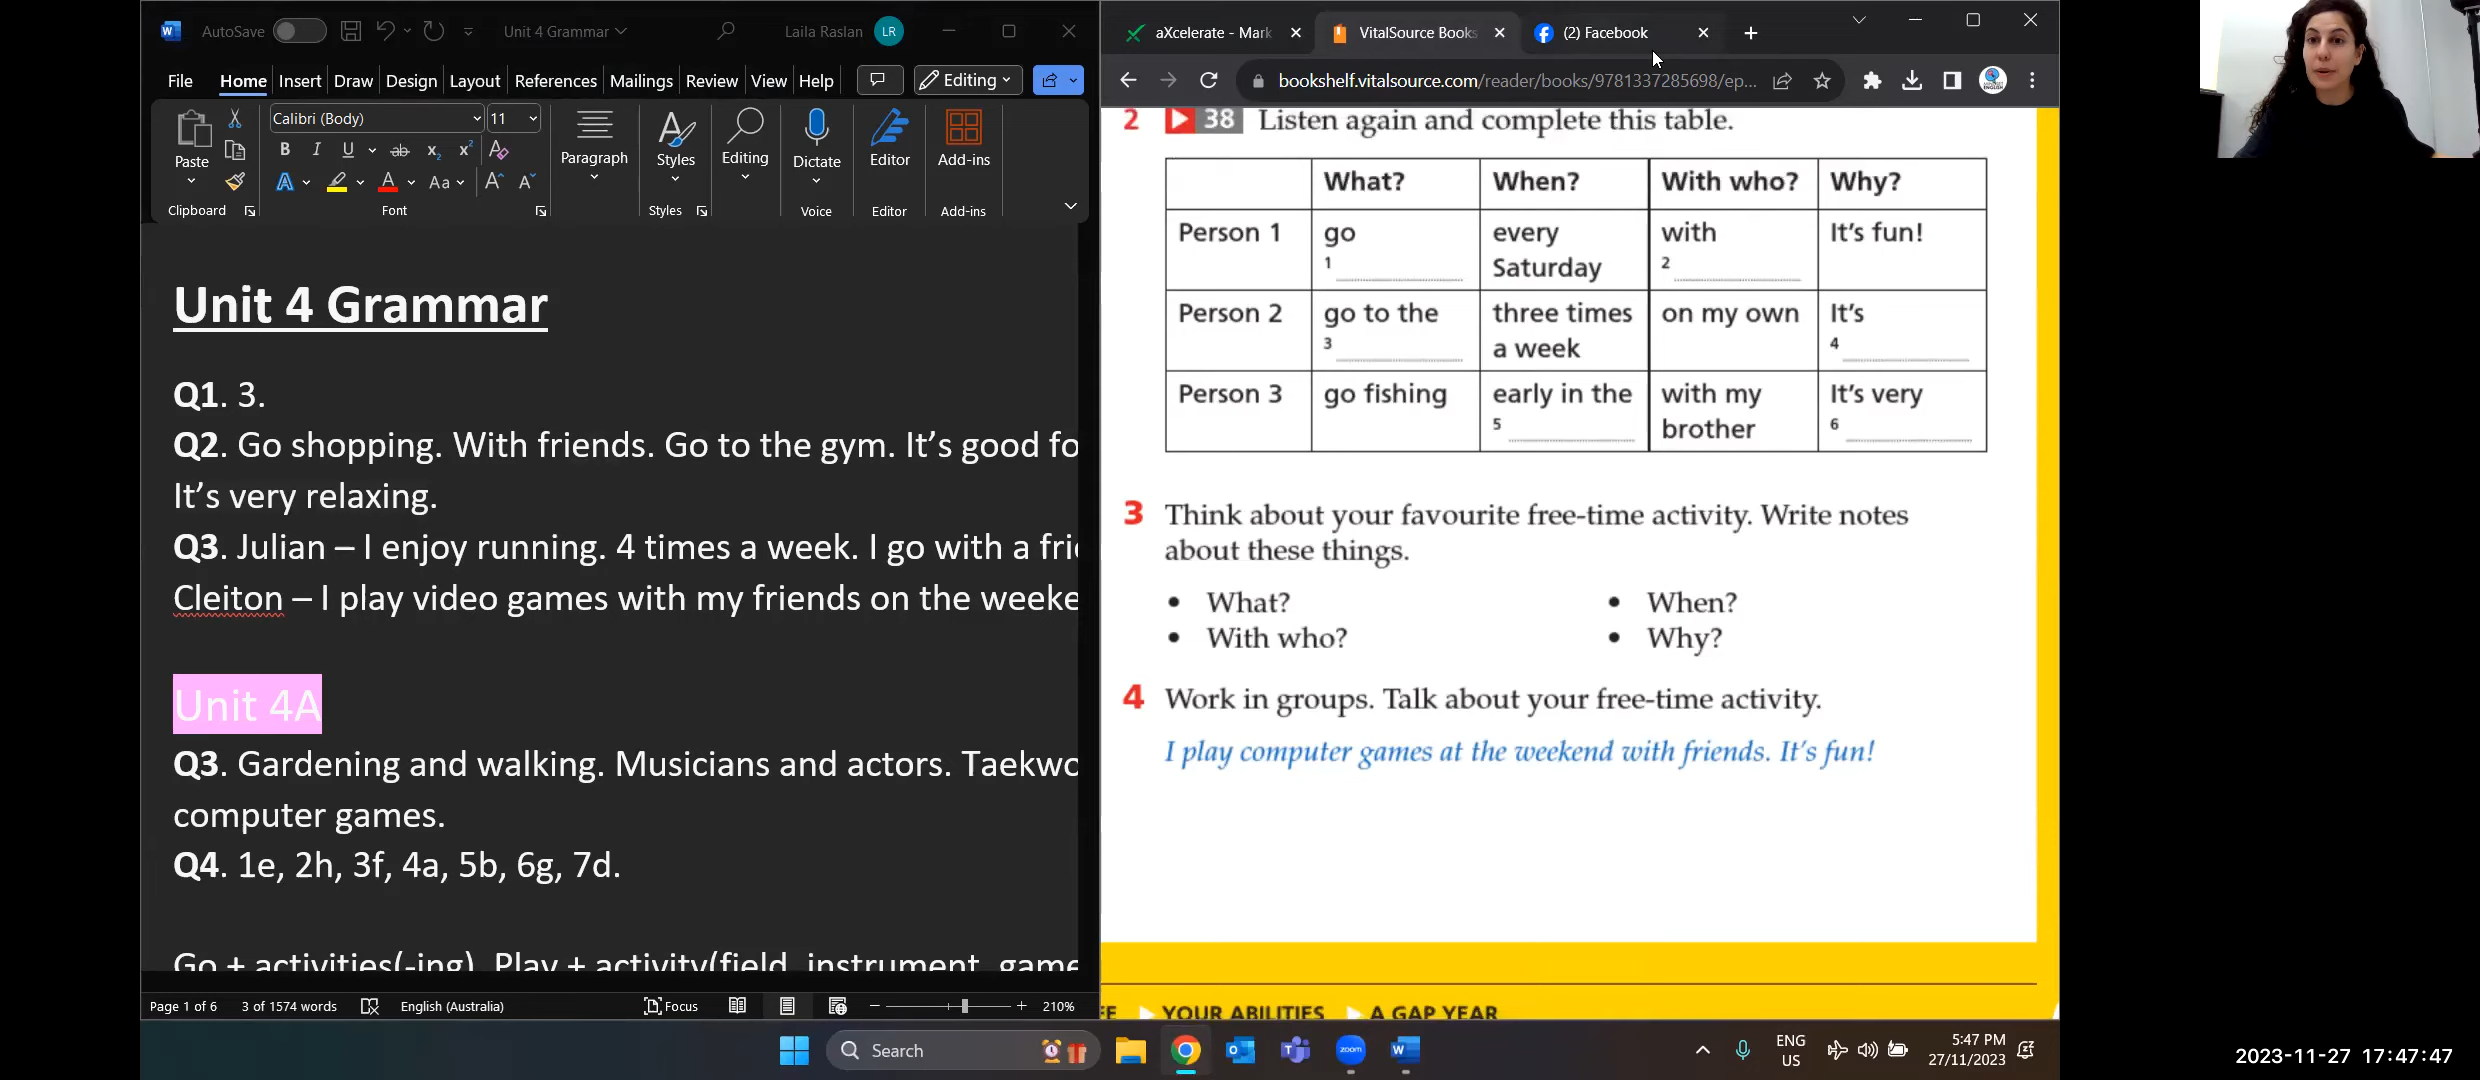 AutoSave
Unit 4 Grammar
Laila Raslan
LR
File Home Insert Draw Design Layout References Mailings Review View Help
Editing
Calibri (Body)
11
Paste
Paragraph
Styles
Editing
Dictate
Editor
Add-ins
Clipboard
Font
Styles
Voice
Editor
Add-ins
Unit 4 Grammar
Q1. 3.
Q2. Go shopping. With friends. Go to the gym. It's good fo
It's very relaxing.
Q3. Julian – I enjoy running. 4 times a week. I go with a frie
Cleiton – I play video games with my friends on the weeke
Unit 4A
Q3. Gardening and walking. Musicians and actors. Taekwo
computer games.
Q4. 1e, 2h, 3f, 4a, 5b, 6g, 7d.
Go + activities(-ing). Play + activity(field, instrument, game
Page 1 of 6
3 of 1574 words
English (Australia)
Focus
210%
aXcelerate - Mark
VitalSource Books
(2) Facebook
bookshelf.vitalsource.com/reader/books/9781337285698/ep...
2 38 Listen again and complete this table.
What? When? With who? Why?
Person 1 go 1 every Saturday with 2 It's fun!
Person 2 go to the 3 three times a week on my own It's 4
Person 3 go fishing early in the 5 with my brother It's very 6
3 Think about your favourite free-time activity. Write notes
about these things.
• What? • When?
• With who? • Why?
4 Work in groups. Talk about your free-time activity.
I play computer games at the weekend with friends. It's fun!
YOUR ABILITIES A GAP YEAR
Search
zoom
ENG
US
5:47 PM
27/11/2023
2023-11-27 17:47:47